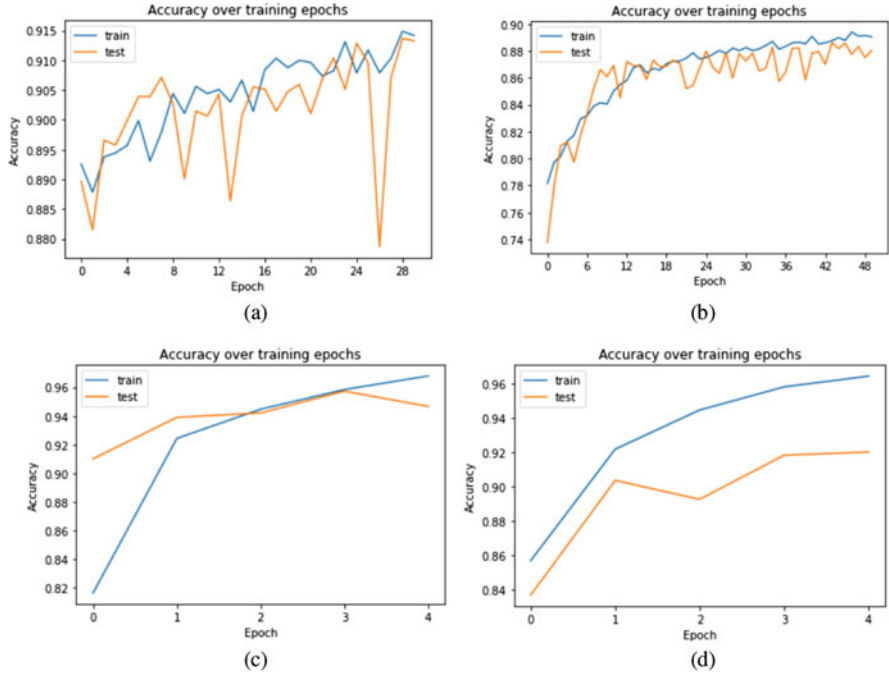 Accuracy over training epochs
train
test
0.915
0.910
0.905
0.900
0.895
0.890
0.885
0.880
Accuracy
0 4 8 12 16 20 24 28
Epoch
(a)
Accuracy over training epochs
train
test
0.90
0.88
0.86
0.84
0.82
0.80
0.78
0.76
0.74
Accuracy
0 6 12 18 24 30 36 42 48
Epoch
(b)
Accuracy over training epochs
train
test
0.96
0.94
0.92
0.90
0.88
0.86
0.84
0.82
Accuracy
0 1 2 3 4
Epoch
(c)
Accuracy over training epochs
train
test
0.96
0.94
0.92
0.90
0.88
0.86
0.84
Accuracy
0 1 2 3 4
Epoch
(d)